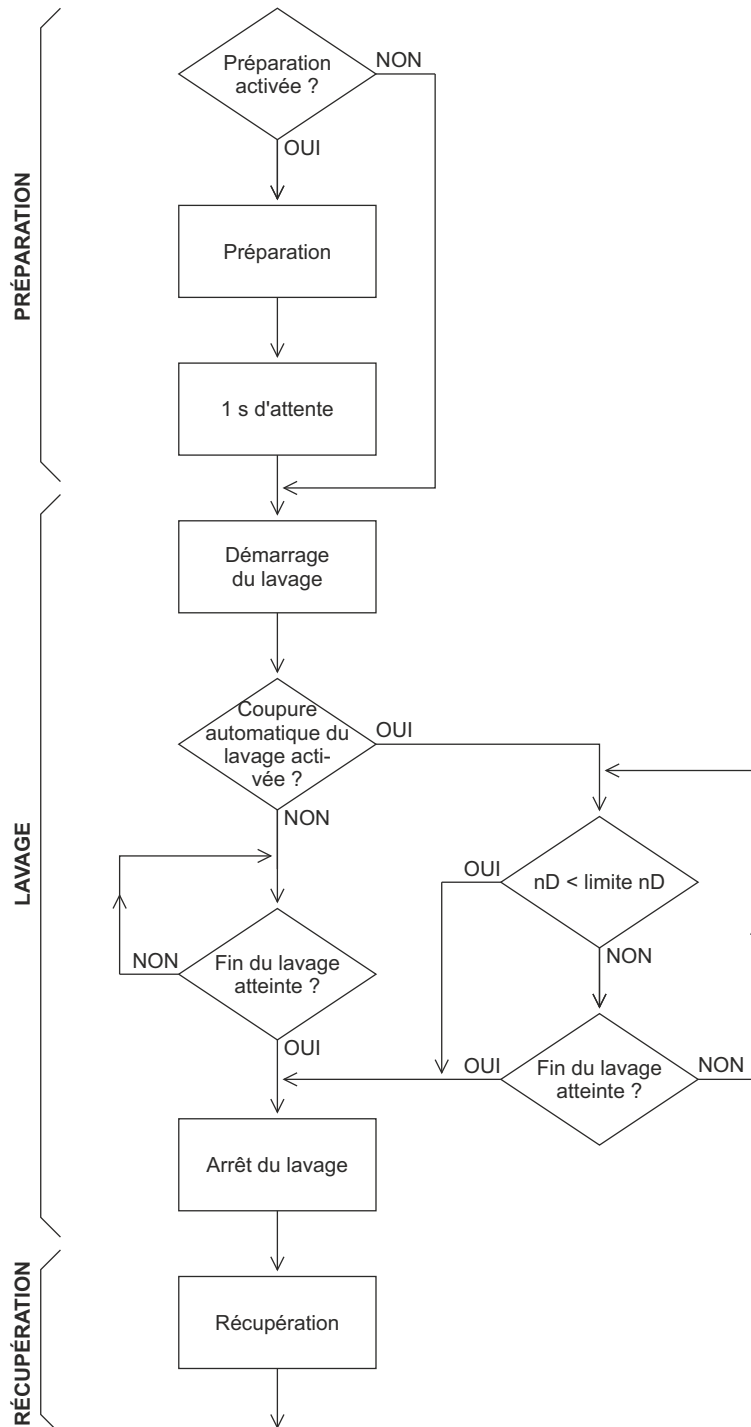 PRÉPARATION
Préparation
activée ?
NON
OUI
Préparation
1 s d'attente
LAVAGE
Démarrage
du lavage
Coupure
automatique du
lavage acti-
vée ?
OUI
NON
OUI
nD < limite nD
NON
NON
Fin du lavage
atteinte ?
OUI
OUI
Fin du lavage
atteinte ?
NON
Arrêt du lavage
RÉCUPÉRATION
Récupération